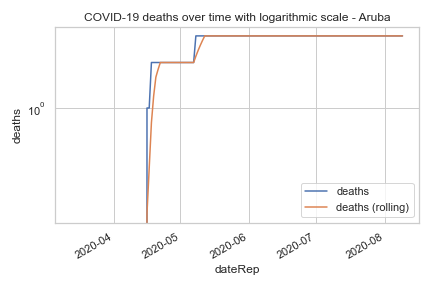 COVID-19 deaths over time with logarithmic scale - Aruba
10⁰
deaths
deaths
deaths (rolling)
2020-04
2020-05
2020-06
2020-07
2020-08
dateRep